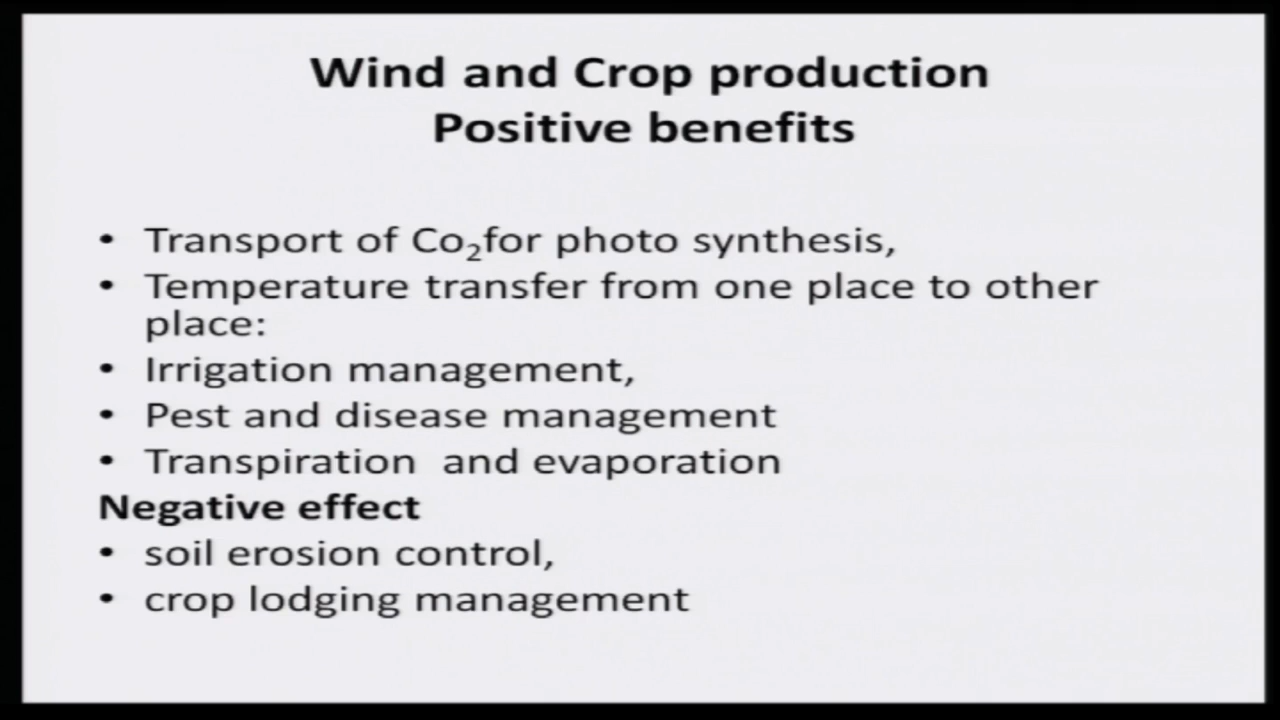 Wind and Crop production
Positive benefits
• Transport of Co₂for photo synthesis,
• Temperature transfer from one place to other
place:
• Irrigation management,
• Pest and disease management
• Transpiration  and evaporation
Negative effect
• soil erosion control,
• crop lodging management